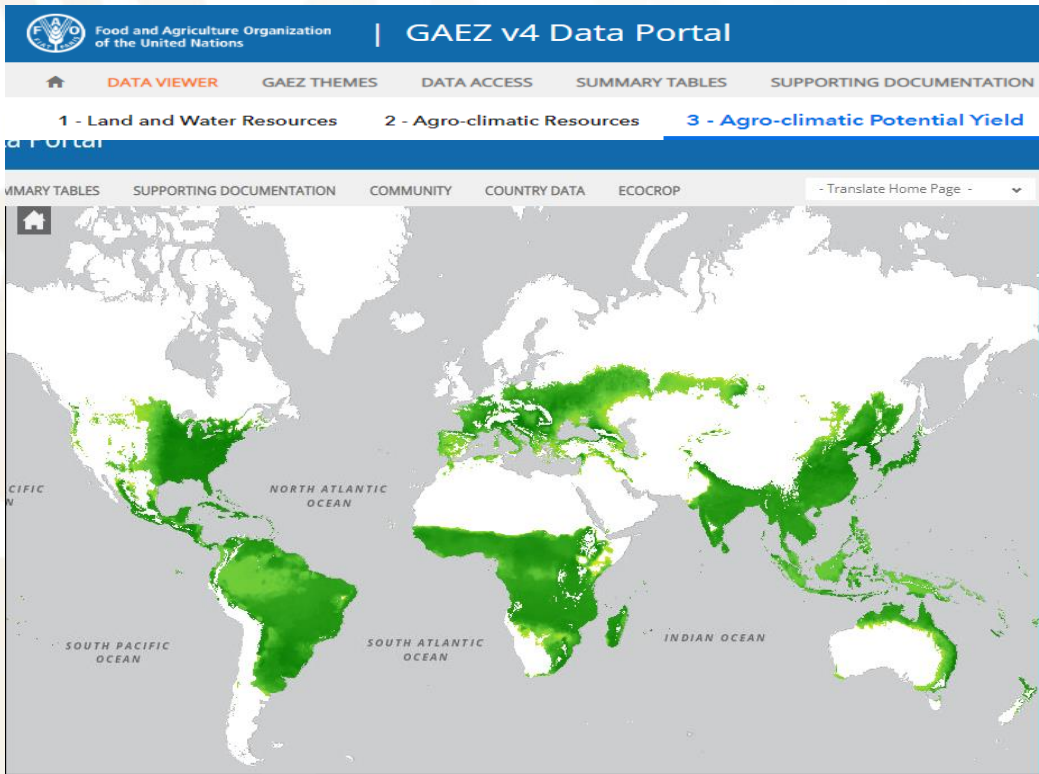 Food and Agriculture Organization
of the United Nations
| GAEZ v4 Data Portal
DATA VIEWER GAEZ THEMES DATA ACCESS SUMMARY TABLES SUPPORTING DOCUMENTATION
1 - Land and Water Resources 2 - Agro-climatic Resources 3 - Agro-climatic Potential Yield
ta Portal
MMARY TABLES SUPPORTING DOCUMENTATION COMMUNITY COUNTRY DATA ECOCROP - Translate Home Page -
CIFIC
N
NORTH ATLANTIC
OCEAN
SOUTH PACIFIC
OCEAN
SOUTH ATLANTIC
OCEAN
INDIAN OCEAN